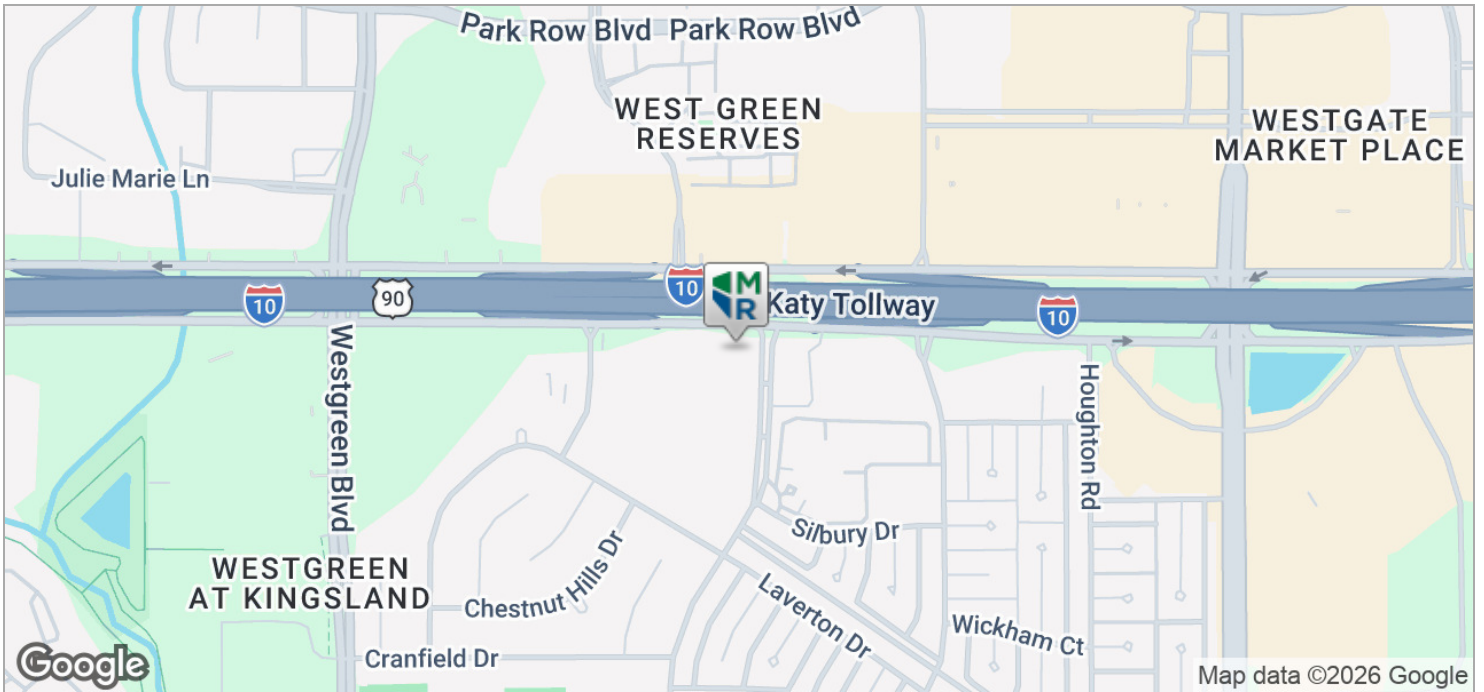 Park Row Blvd
Park Row Blvd
WEST GREEN
RESERVES
WESTGATE
MARKET PLACE
Julie Marie Ln
10
90
10
M
R
Katy Tollway
10
Westgreen Blvd
Houghton Rd
Silbury Dr
WESTGREEN
AT KINGSLAND
Chestnut Hills Dr
Laverton Dr
Wickham Ct
Cranfield Dr
Google
Map data ©2026 Google